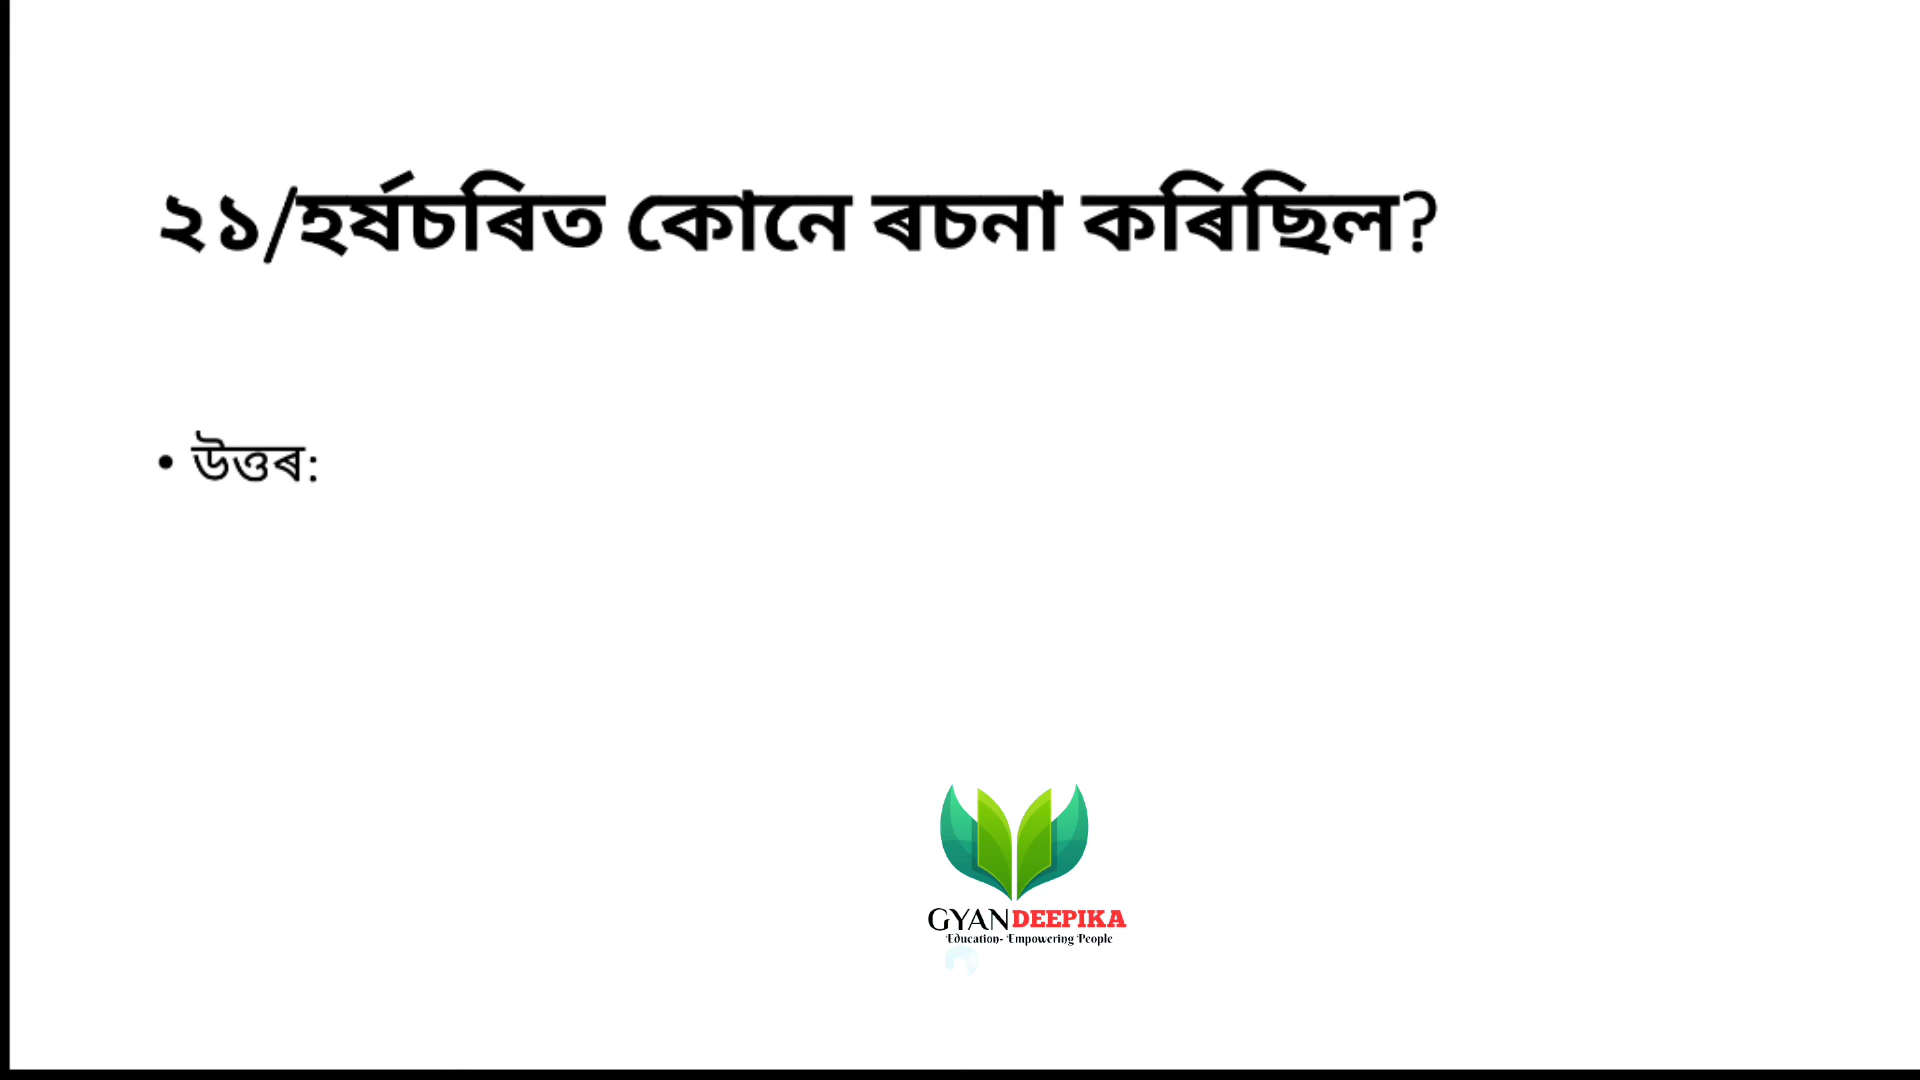 ২১/হৰ্ষচৰিত কোনে ৰচনা কৰিছিল?
• উত্তৰ:
GYAN DEEPIKA
Education- Empowering People